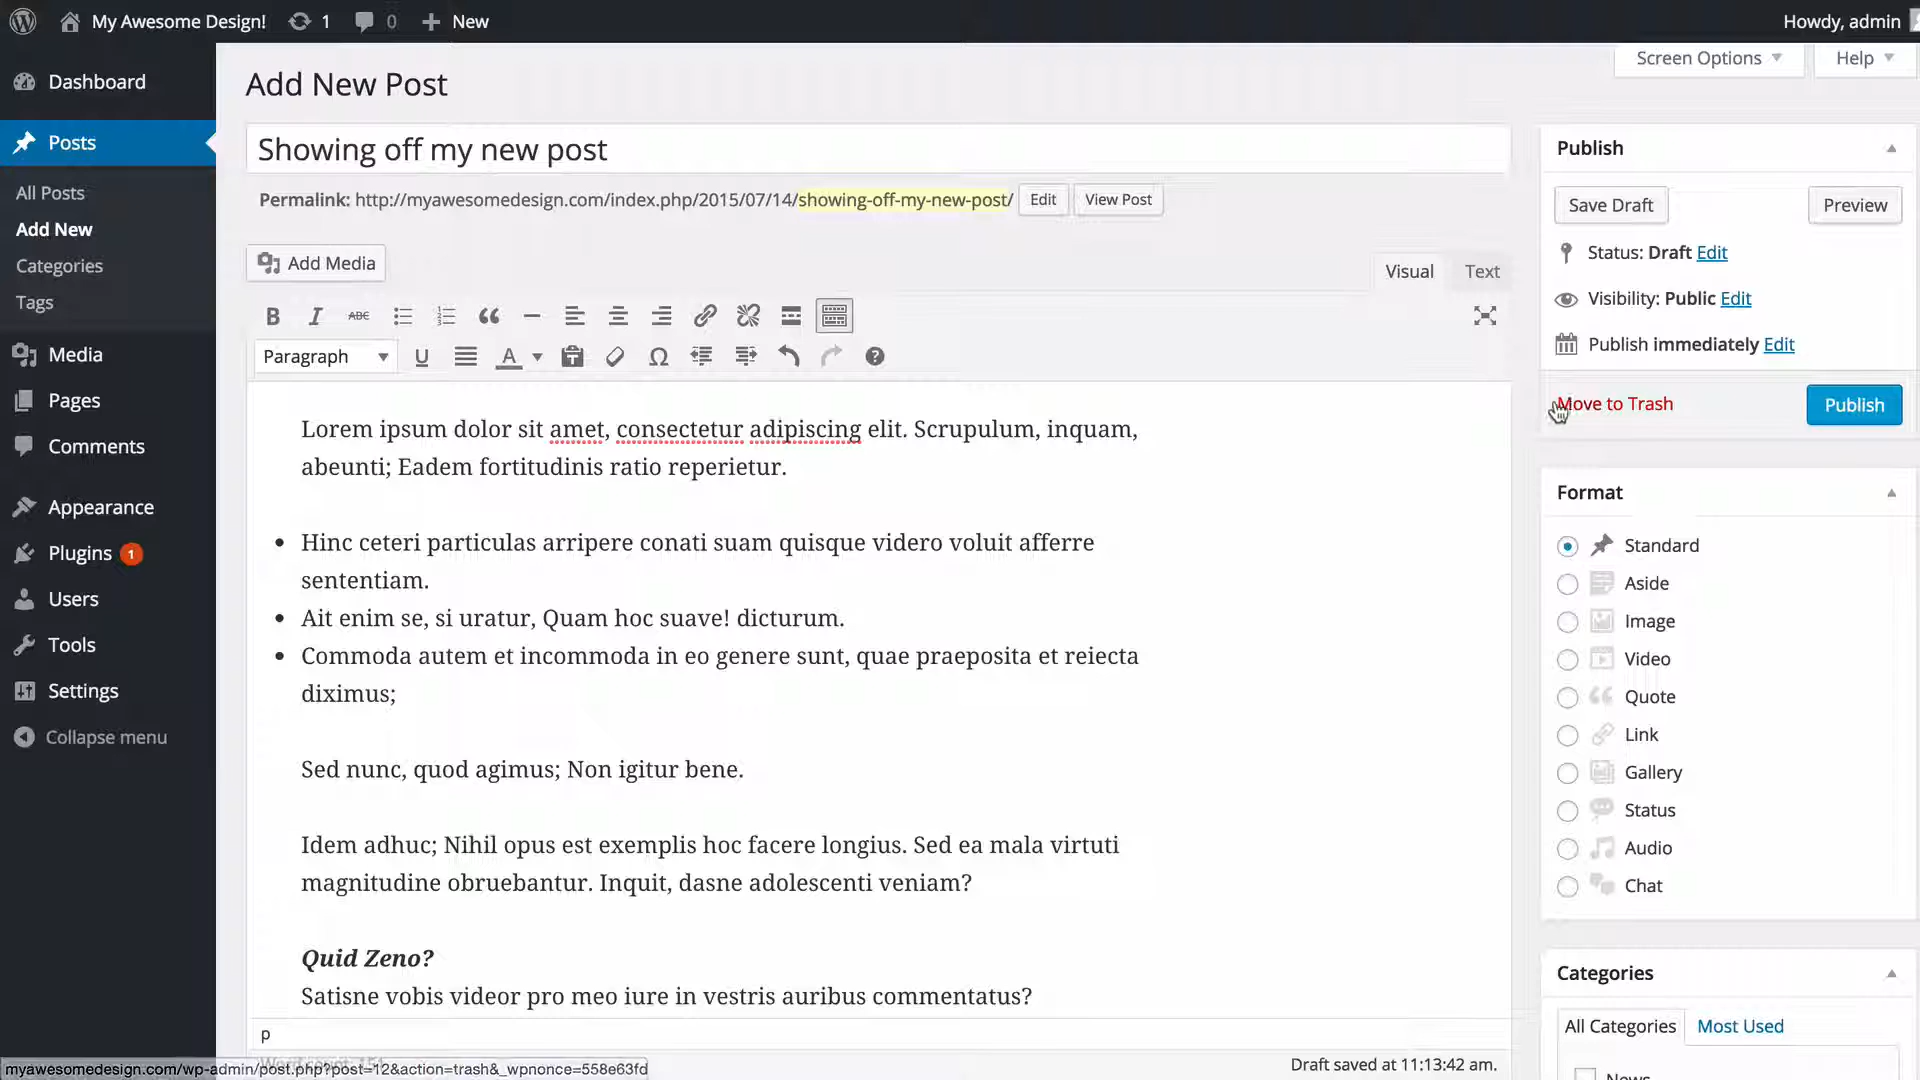 My Awesome Design! 1 0 New Howdy, admin
Screen Options Help
Dashboard
Posts
All Posts
Add New
Categories
Tags
Media
Pages
Comments
Appearance
Plugins 1
Users
Tools
Settings
Collapse menu
Add New Post
Showing off my new post
Permalink: http://myawesomedesign.com/index.php/2015/07/14/showing-off-my-new-post/ Edit View Post
Add Media
Visual Text
B I ABC
Paragraph U A Ω
Lorem ipsum dolor sit amet, consectetur adipiscing elit. Scrupulum, inquam,
abeunti; Eadem fortitudinis ratio reperietur.
Hinc ceteri particulas arripere conati suam quisque videro voluit afferre
sententiam.
Ait enim se, si uratur, Quam hoc suave! dicturum.
Commoda autem et incommoda in eo genere sunt, quae praeposita et reiecta
diximus;
Sed nunc, quod agimus; Non igitur bene.
Idem adhuc; Nihil opus est exemplis hoc facere longius. Sed ea mala virtuti
magnitudine obruebantur. Inquit, dasne adolescenti veniam?
Quid Zeno?
Satisne vobis videor pro meo iure in vestris auribus commentatus?
p
Draft saved at 11:13:42 am.
myawesomedesign.com/wp-admin/post.php?post=12&action=trash&_wpnonce=558e63fd
Publish
Save Draft Preview
Status: Draft Edit
Visibility: Public Edit
Publish immediately Edit
Move to Trash Publish
Format
Standard
Aside
Image
Video
Quote
Link
Gallery
Status
Audio
Chat
Categories
All Categories Most Used
News